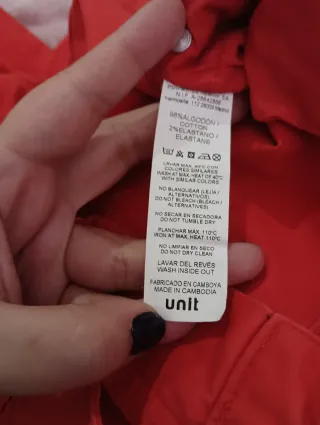 98%ALGODÓN /
COTTON
2%ELASTANO /
ELASTANE
LAVAR MAX. 40ºC CON
COLORES SIMILARES
WASH AT MAX. HEAT OF 40ºC
WITH SIMILAR COLORS
NO BLANQUEAR (LEJÍA /
ALTERNATIVOS)
DO NOT BLEACH (BLEACH /
ALTERNATIVES)
NO SECAR EN SECADORA
DO NOT TUMBLE DRY
PLANCHAR MAX. 110ºC
IRON AT MAX. HEAT 110ºC
NO LIMPIAR EN SECO
DO NOT DRY CLEAN
LAVAR DEL REVÉS
WASH INSIDE OUT
FABRICADO EN CAMBOYA
MADE IN CAMBODIA
unit